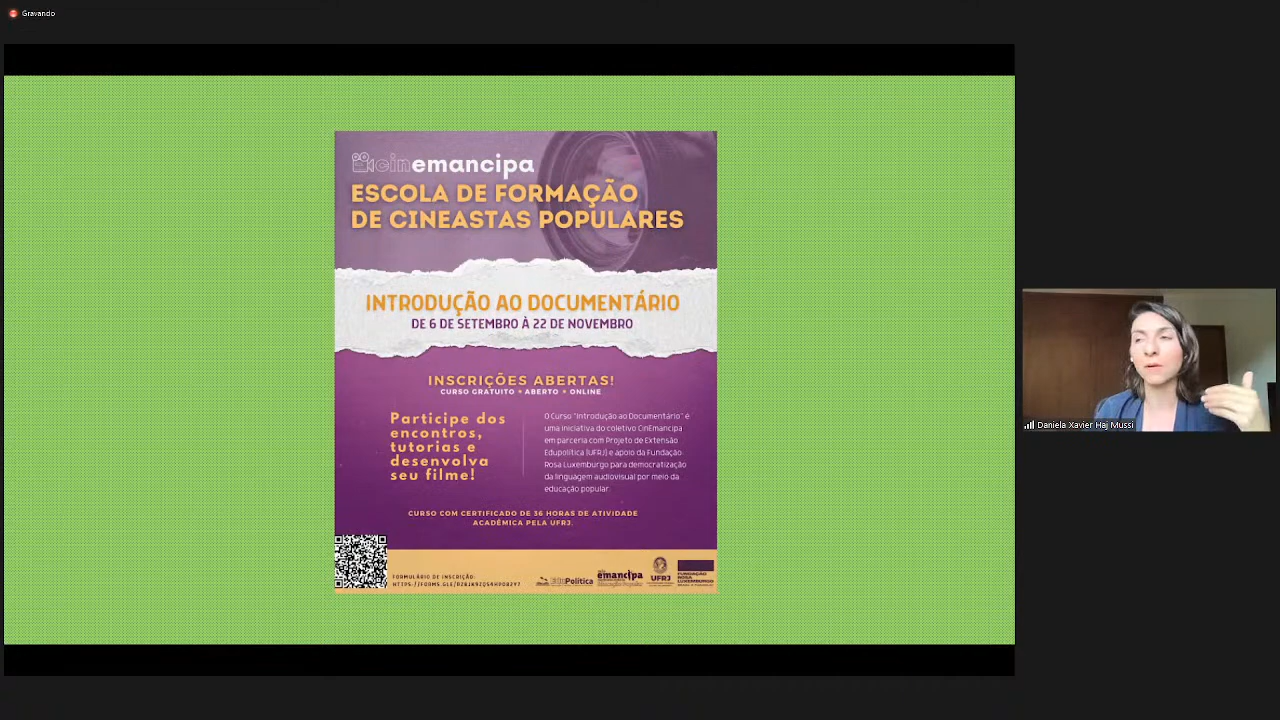 Gravando
cinemancipa
ESCOLA DE FORMAÇÃO
DE CINEASTAS POPULARES
INTRODUÇÃO AO DOCUMENTÁRIO
DE 6 DE SETEMBRO À 22 DE NOVEMBRO
INSCRIÇÕES ABERTAS!
CURSO GRATUITO • ABERTO • ONLINE
Participe dos
encontros,
tutorias e
desenvolva
seu filme!
O Curso "Introdução ao Documentário" é
uma iniciativa do coletivo CinEmancipa
em parceria com Projeto de Extensão
Edupolítica (UFRJ) e apoio da Fundação
Rosa Luxemburgo para democratização
da linguagem audiovisual por meio da
educação popular.
CURSO COM CERTIFICADO DE 36 HORAS DE ATIVIDADE
ACADÊMICA PELA UFRJ.
FORMULÁRIO DE INSCRIÇÃO:
EduPolítica
emancipa
UFRJ
FUNDAÇÃO
ROSA
LUXEMBURGO
Daniela Xavier Haj Mussi